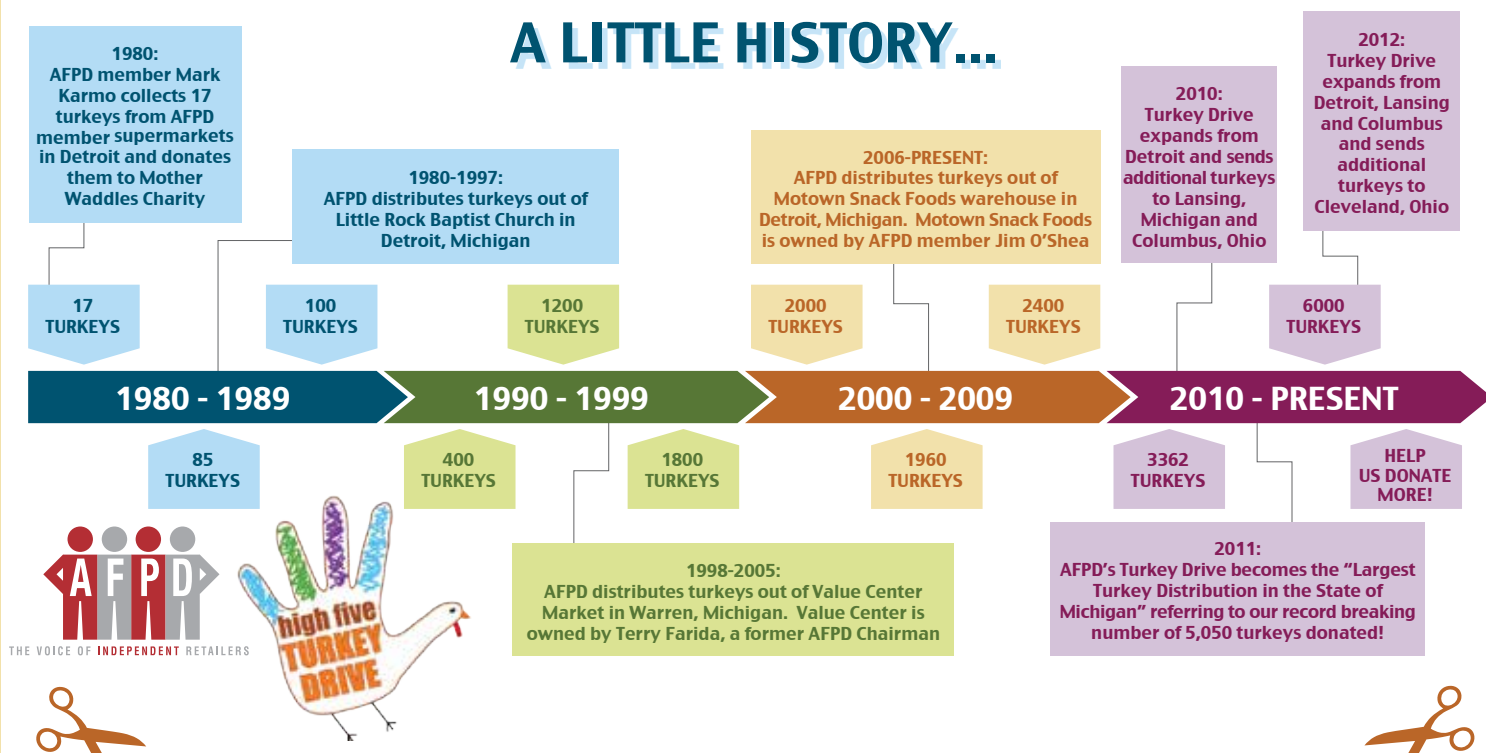 A LITTLE HISTORY...
1980:
AFPD member Mark
Karmo collects 17
turkeys from AFPD
member supermarkets
in Detroit and donates
them to Mother
Waddles Charity
1980-1997:
AFPD distributes turkeys out of
Little Rock Baptist Church in
Detroit, Michigan
2006-PRESENT:
AFPD distributes turkeys out of
Motown Snack Foods warehouse in
Detroit, Michigan. Motown Snack Foods
is owned by AFPD member Jim O'Shea
2010:
Turkey Drive
expands from
Detroit and sends
additional turkeys
to Lansing,
Michigan and
Columbus, Ohio
2012:
Turkey Drive
expands from
Detroit, Lansing
and Columbus
and sends
additional
turkeys to
Cleveland, Ohio
17
TURKEYS
100
TURKEYS
1200
TURKEYS
2000
TURKEYS
2400
TURKEYS
6000
TURKEYS
1980 - 1989
1990 - 1999
2000 - 2009
2010 - PRESENT
85
TURKEYS
400
TURKEYS
1800
TURKEYS
1960
TURKEYS
3362
TURKEYS
HELP
US DONATE
MORE!
AFPD
THE VOICE OF INDEPENDENT RETAILERS
high five
TURKEY
DRIVE
1998-2005:
AFPD distributes turkeys out of Value Center
Market in Warren, Michigan. Value Center is
owned by Terry Farida, a former AFPD Chairman
2011:
AFPD's Turkey Drive becomes the "Largest
Turkey Distribution in the State of
Michigan" referring to our record breaking
number of 5,050 turkeys donated!